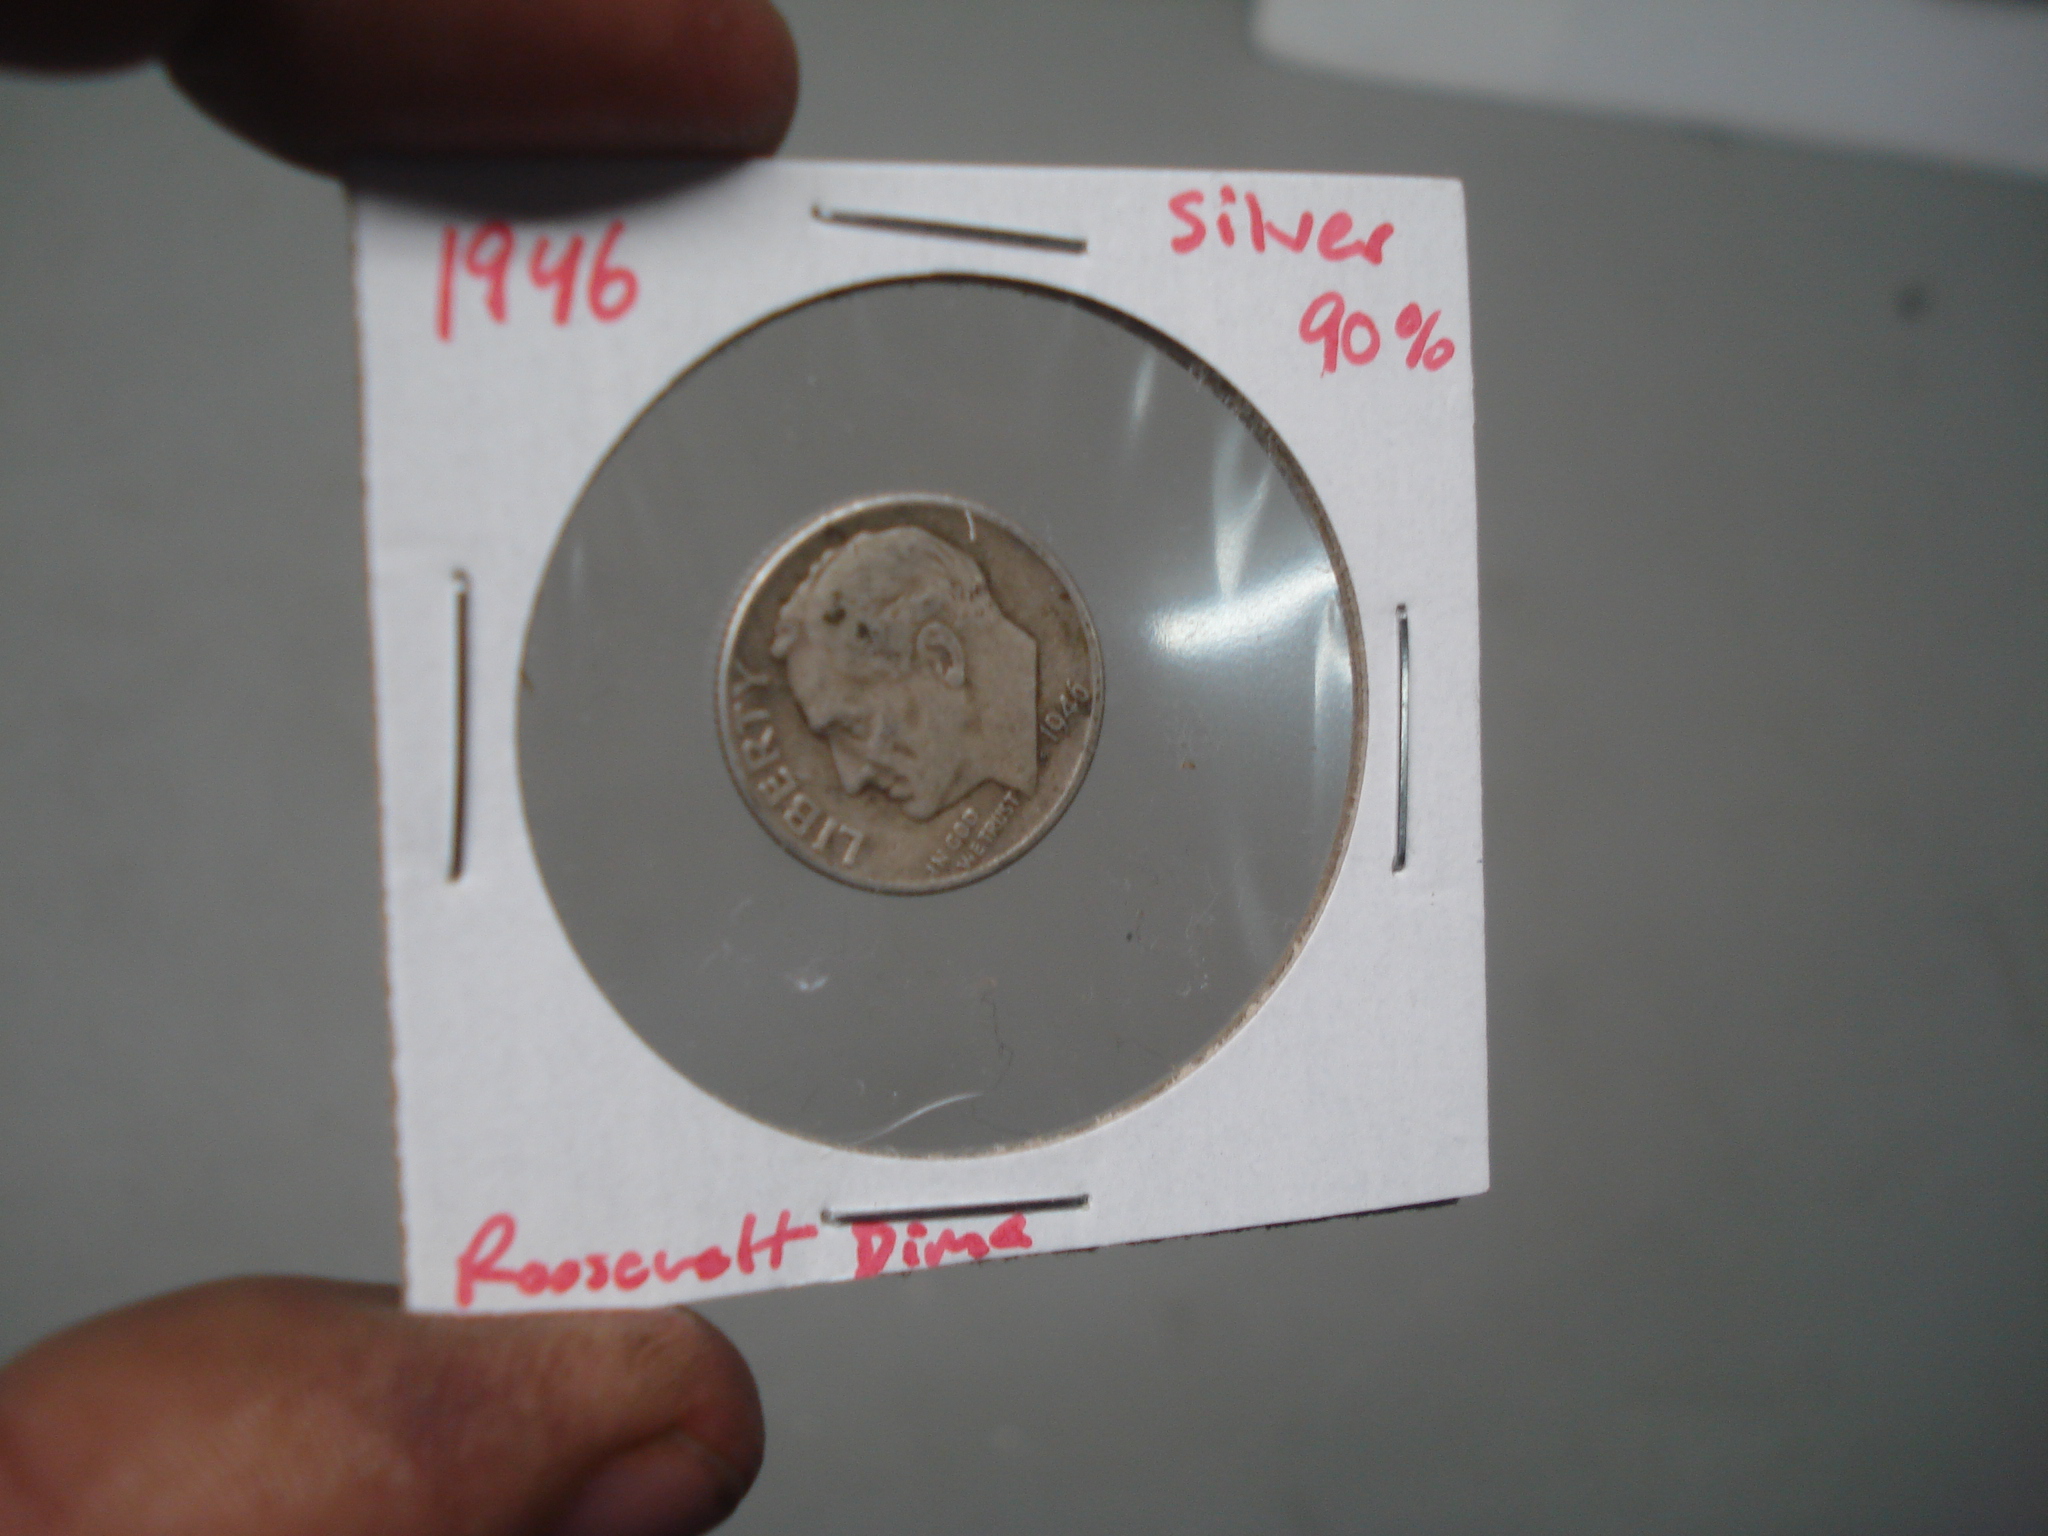 1946
Silver
90%
LIBERTY
IN GOD
WE TRUST
1946
Roosevelt Dime